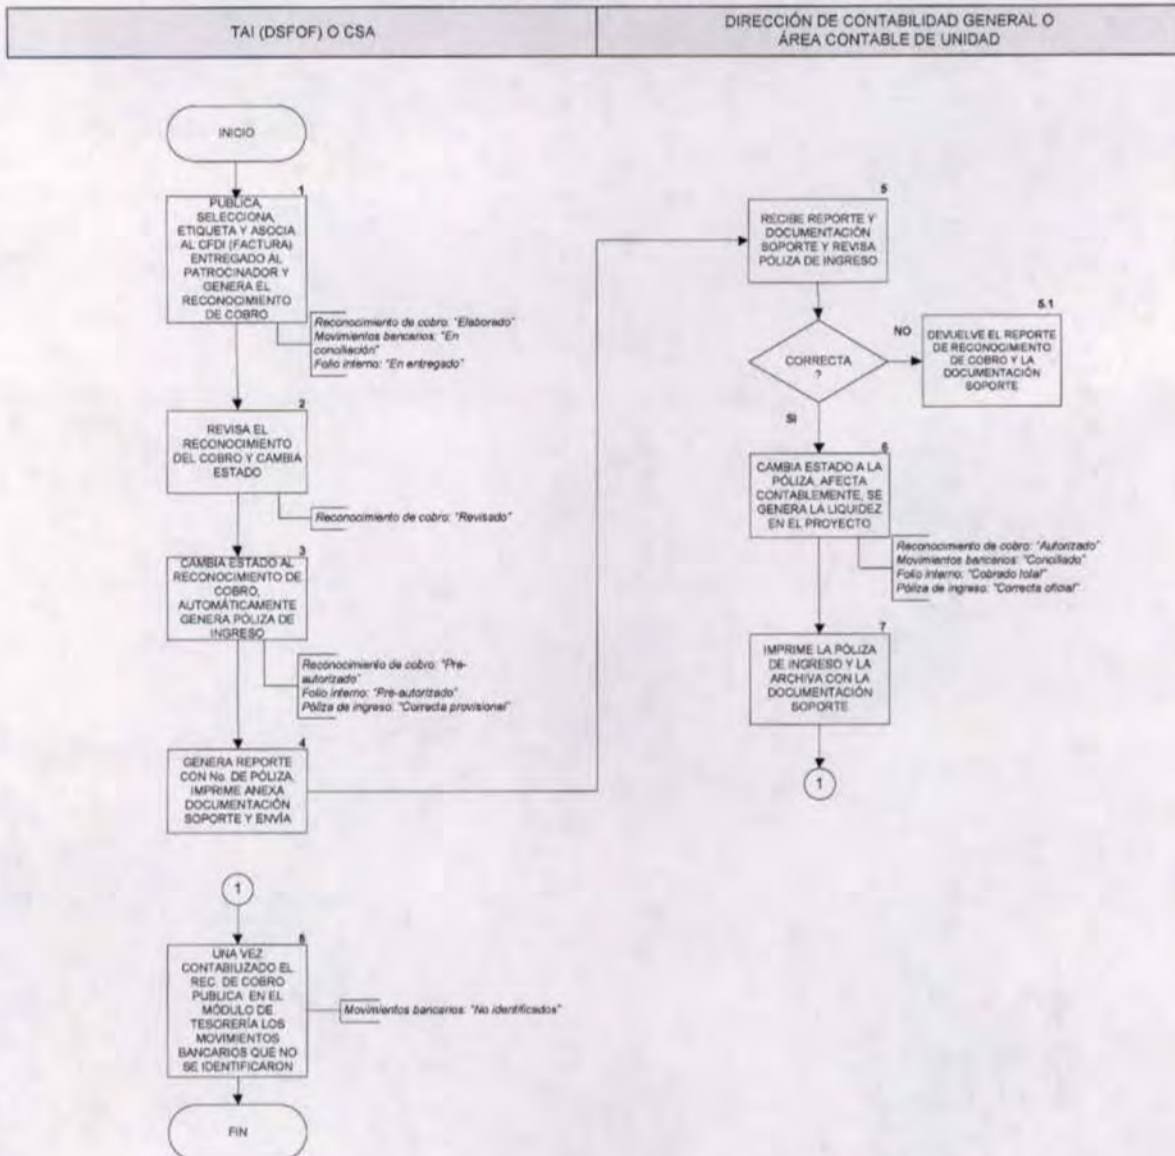 TAI (DSFOF) O CSA
DIRECCIÓN DE CONTABILIDAD GENERAL O
ÁREA CONTABLE DE UNIDAD
INICIO
1
PUBLICA,
SELECCIONA,
ETIQUETA Y ASOCIA
AL CFDI (FACTURA)
ENTREGADO AL
PATROCINADOR Y
GENERA EL
RECONOCIMIENTO
DE COBRO
Reconocimiento de cobro: "Elaborado"
Movimientos bancarios: "En
conciliación"
Folio interno: "En entregado"
2
REVISA EL
RECONOCIMIENTO
DEL COBRO Y CAMBIA
ESTADO
Reconocimiento de cobro: "Revisado"
3
CAMBIA ESTADO AL
RECONOCIMIENTO DE
COBRO,
AUTOMÁTICAMENTE
GENERA PÓLIZA DE
INGRESO
Reconocimiento de cobro: "Pre-
autorizado"
Folio interno: "Pre-autorizado"
Póliza de ingreso: "Correcta provisional"
4
GENERA REPORTE
CON No. DE PÓLIZA,
IMPRIME ANEXA
DOCUMENTACIÓN
SOPORTE Y ENVÍA
5
RECIBE REPORTE Y
DOCUMENTACIÓN
SOPORTE Y REVISA
PÓLIZA DE INGRESO
CORRECTA
?
NO
5.1
DEVUELVE EL REPORTE
DE RECONOCIMIENTO
DE COBRO Y LA
DOCUMENTACIÓN
SOPORTE
SI
6
CAMBIA ESTADO A LA
PÓLIZA, AFECTA
CONTABLEMENTE, SE
GENERA LA LIQUIDEZ
EN EL PROYECTO
Reconocimiento de cobro: "Autorizado"
Movimientos bancarios: "Conciliado"
Folio interno: "Cobrado total"
Póliza de ingreso: "Correcta oficial"
7
IMPRIME LA PÓLIZA
DE INGRESO Y LA
ARCHIVA CON LA
DOCUMENTACIÓN
SOPORTE
1
1
UNA VEZ
CONTABILIZADO EL
REC. DE COBRO
PUBLICA EN EL
MÓDULO DE
TESORERÍA LOS
MOVIMIENTOS
BANCARIOS QUE NO
SE IDENTIFICARON
Movimientos bancarios: "No identificados"
FIN